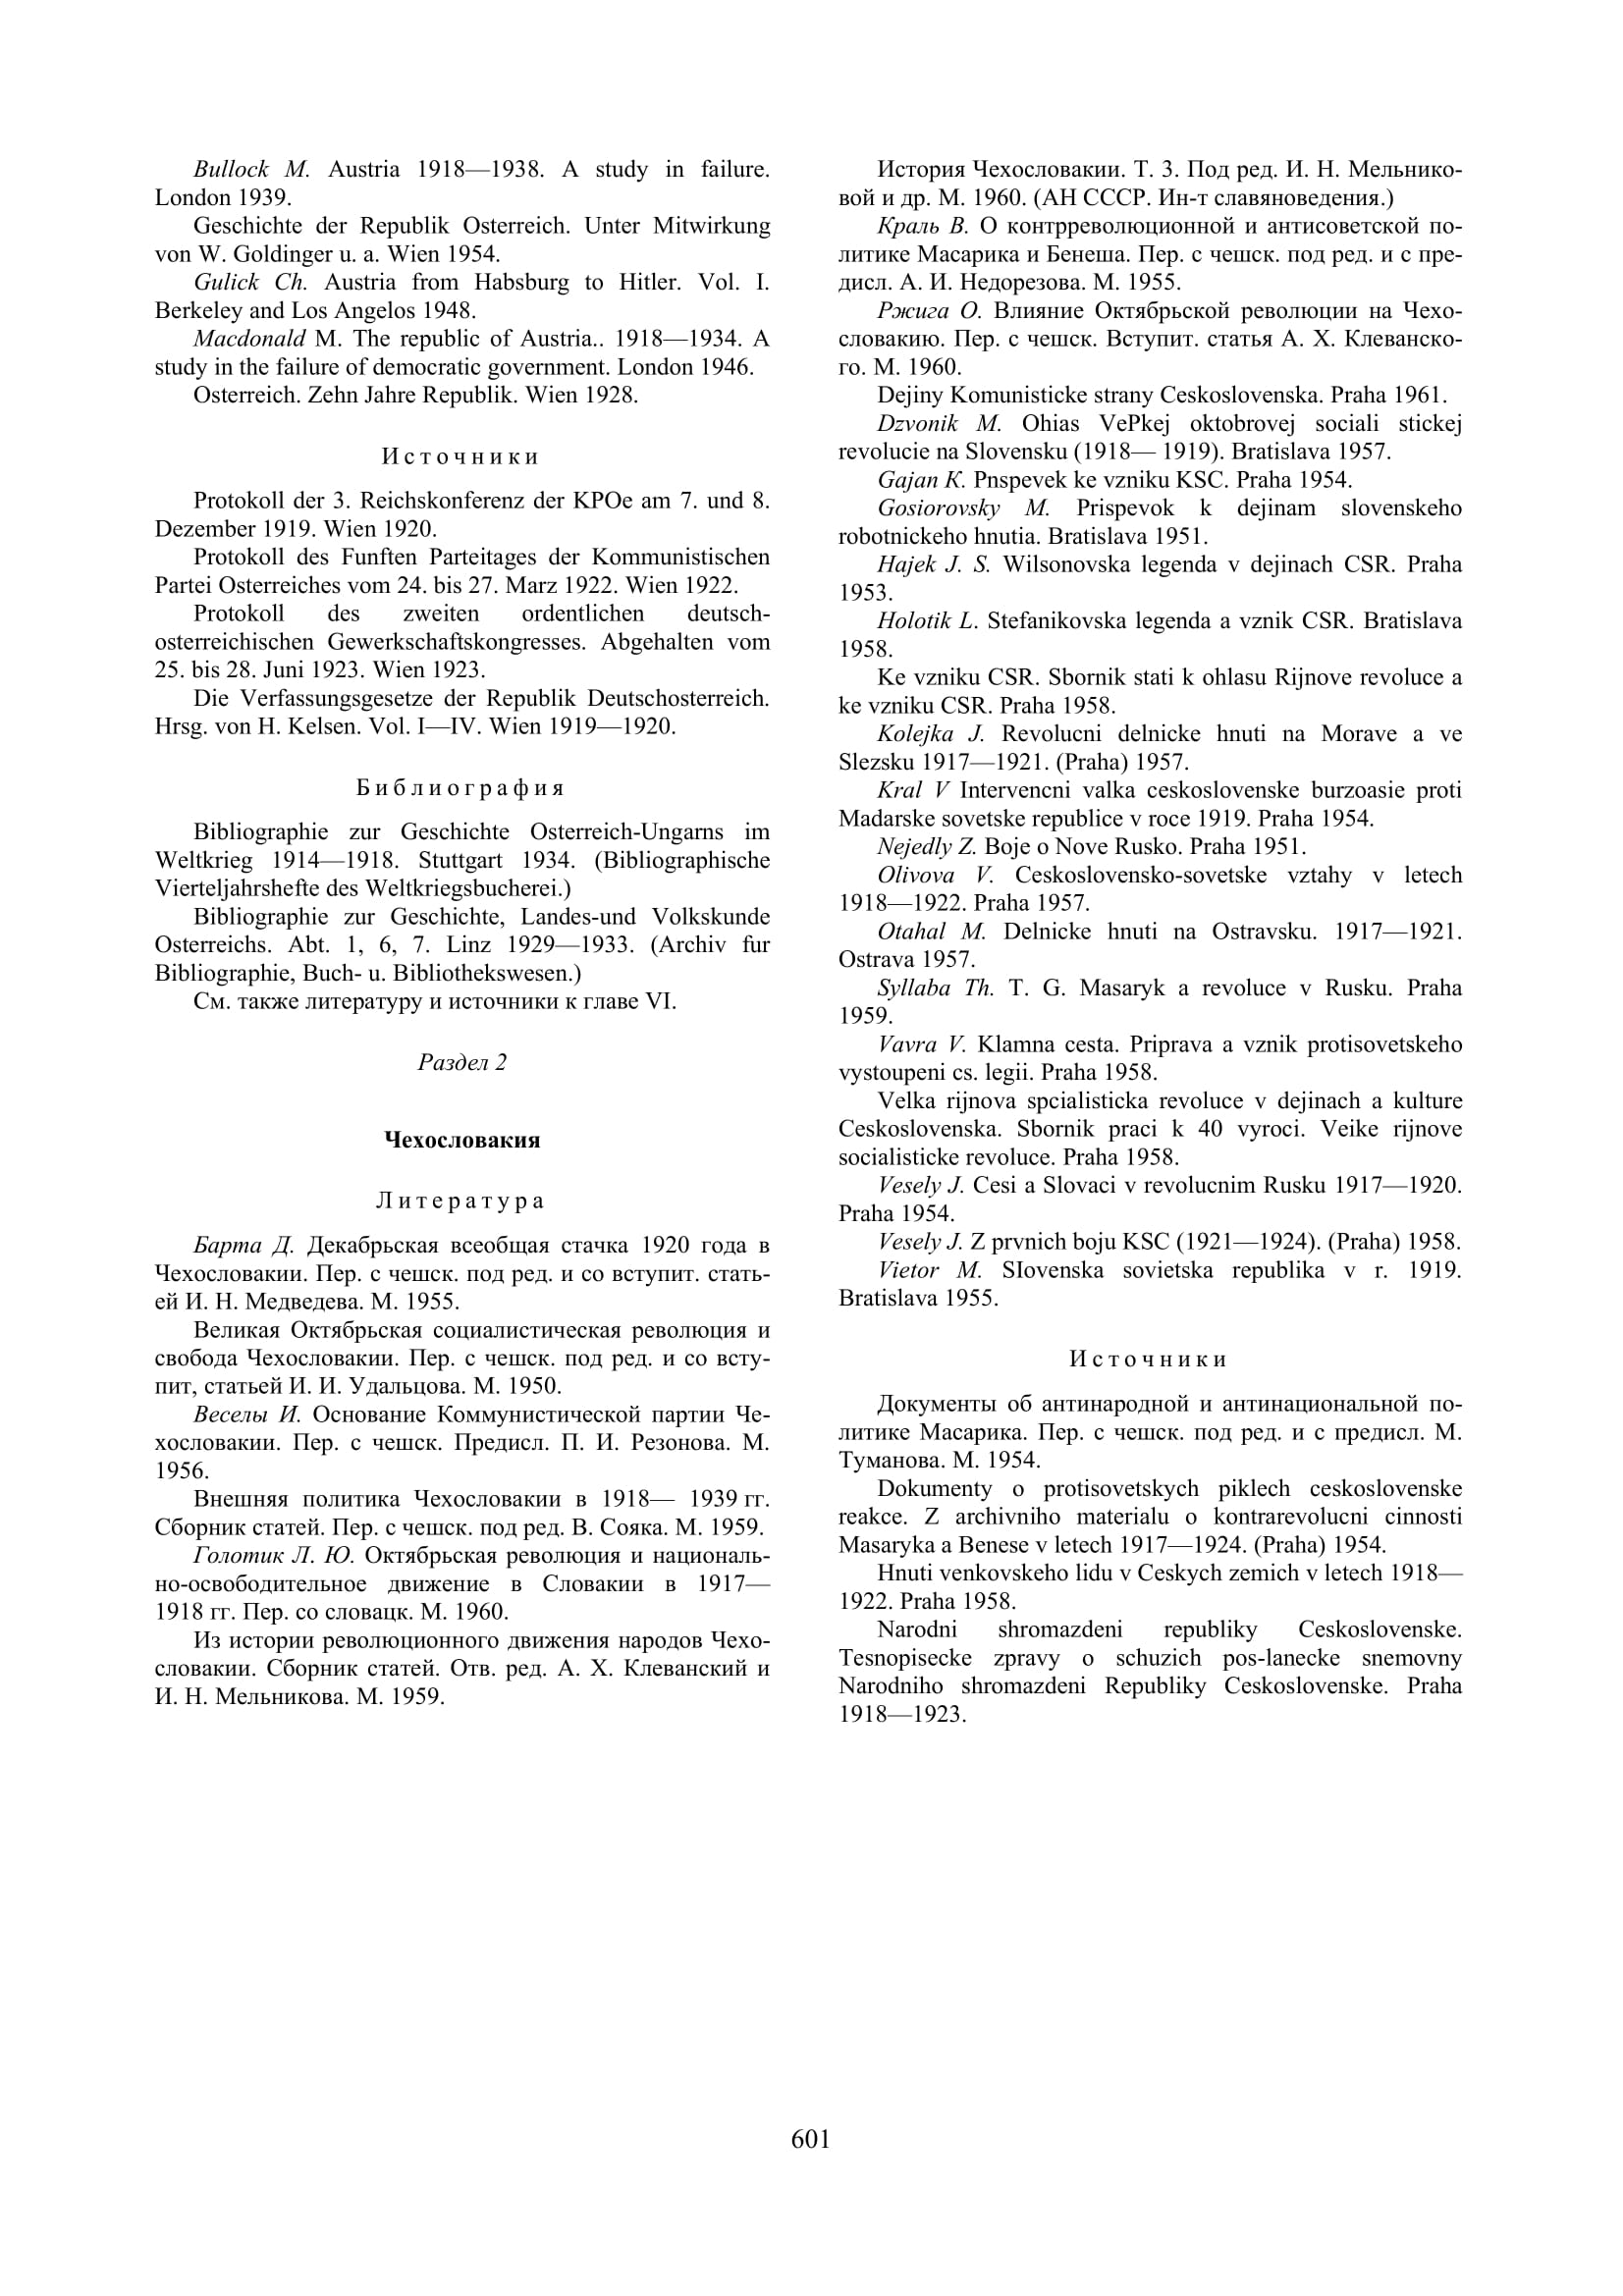 Bullock M. Austria 1918—1938. A study in failure.
London 1939.
Geschichte der Republik Osterreich. Unter Mitwirkung
von W. Goldinger u. a. Wien 1954.
Gulick Ch. Austria from Habsburg to Hitler. Vol. I.
Berkeley and Los Angelos 1948.
Macdonald M. The republic of Austria.. 1918—1934. A
study in the failure of democratic government. London 1946.
Osterreich. Zehn Jahre Republik. Wien 1928.
Источники
Protokoll der 3. Reichskonferenz der KPOe am 7. und 8.
Dezember 1919. Wien 1920.
Protokoll des Funften Parteitages der Kommunistischen
Partei Osterreiches vom 24. bis 27. Marz 1922. Wien 1922.
Protokoll des zweiten ordentlichen deutsch-
osterreichischen Gewerkschaftskongresses. Abgehalten vom
25. bis 28. Juni 1923. Wien 1923.
Die Verfassungsgesetze der Republik Deutschosterreich.
Hrsg. von H. Kelsen. Vol. I—IV. Wien 1919—1920.
Библиография
Bibliographie zur Geschichte Osterreich-Ungarns im
Weltkrieg 1914—1918. Stuttgart 1934. (Bibliographische
Vierteljahrshefte des Weltkriegsbucherei.)
Bibliographie zur Geschichte, Landes-und Volkskunde
Osterreichs. Abt. 1, 6, 7. Linz 1929—1933. (Archiv fur
Bibliographie, Buch- u. Bibliothekswesen.)
См. также литературу и источники к главе VI.
Раздел 2
Чехословакия
Литература
Барта Д. Декабрьская всеобщая стачка 1920 года в
Чехословакии. Пер. с чешск. под ред. и со вступит. стать-
ей И. Н. Медведева. М. 1955.
Великая Октябрьская социалистическая революция и
свобода Чехословакии. Пер. с чешск. под ред. и со всту-
пит, статьей И. И. Удальцова. М. 1950.
Веселы И. Основание Коммунистической партии Че-
хословакии. Пер. с чешск. Предисл. П. И. Резонова. М.
1956.
Внешняя политика Чехословакии в 1918— 1939 гг.
Сборник статей. Пер. с чешск. под ред. В. Сояка. М. 1959.
Голотик Л. Ю. Октябрьская революция и националь-
но-освободительное движение в Словакии в 1917—
1918 гг. Пер. со словацк. М. 1960.
Из истории революционного движения народов Чехо-
словакии. Сборник статей. Отв. ред. А. Х. Клеванский и
И. Н. Мельникова. М. 1959.
История Чехословакии. Т. 3. Под ред. И. Н. Мельнико-
вой и др. М. 1960. (АН СССР. Ин-т славяноведения.)
Краль В. О контрреволюционной и антисоветской по-
литике Масарика и Бенеша. Пер. с чешск. под ред. и с пре-
дисл. А. И. Недорезова. М. 1955.
Ржига О. Влияние Октябрьской революции на Чехо-
словакию. Пер. с чешск. Вступит. статья А. Х. Клеванско-
го. М. 1960.
Dejiny Komunisticke strany Ceskoslovenska. Praha 1961.
Dzvonik M. Ohias VePkej oktobrovej sociali stickej
revolucie na Slovensku (1918— 1919). Bratislava 1957.
Gajan K. Pnspevek ke vzniku KSC. Praha 1954.
Gosiorovsky M. Prispevok k dejinam slovenskeho
robotnickeho hnutia. Bratislava 1951.
Hajek J. S. Wilsonovska legenda v dejinach CSR. Praha
1953.
Holotik L. Stefanikovska legenda a vznik CSR. Bratislava
1958.
Ke vzniku CSR. Sbornik stati k ohlasu Rijnove revoluce a
ke vzniku CSR. Praha 1958.
Kolejka J. Revolucni delnicke hnuti na Morave a ve
Slezsku 1917—1921. (Praha) 1957.
Kral V Intervencni valka ceskoslovenske burzoasie proti
Madarske sovetske republice v roce 1919. Praha 1954.
Nejedly Z. Boje o Nove Rusko. Praha 1951.
Olivova V. Ceskoslovensko-sovetske vztahy v letech
1918—1922. Praha 1957.
Otahal M. Delnicke hnuti na Ostravsku. 1917—1921.
Ostrava 1957.
Syllaba Th. T. G. Masaryk a revoluce v Rusku. Praha
1959.
Vavra V. Klamna cesta. Priprava a vznik protisovetskeho
vystoupeni cs. legii. Praha 1958.
Velka rijnova spcialisticka revoluce v dejinach a kulture
Ceskoslovenska. Sbornik praci k 40 vyroci. Veike rijnove
socialisticke revoluce. Praha 1958.
Vesely J. Cesi a Slovaci v revolucnim Rusku 1917—1920.
Praha 1954.
Vesely J. Z prvnich boju KSC (1921—1924). (Praha) 1958.
Vietor M. SIovenska sovietska republika v r. 1919.
Bratislava 1955.
Источники
Документы об антинародной и антинациональной по-
литике Масарика. Пер. с чешск. под ред. и с предисл. М.
Туманова. М. 1954.
Dokumenty o protisovetskych piklech ceskoslovenske
reakce. Z archivniho materialu o kontrarevolucni cinnosti
Masaryka a Benese v letech 1917—1924. (Praha) 1954.
Hnuti venkovskeho lidu v Ceskych zemich v letech 1918—
1922. Praha 1958.
Narodni shromazdeni republiky Ceskoslovenske.
Tesnopisecke zpravy o schuzich pos-lanecke snemovny
Narodniho shromazdeni Republiky Ceskoslovenske. Praha
1918—1923.
601